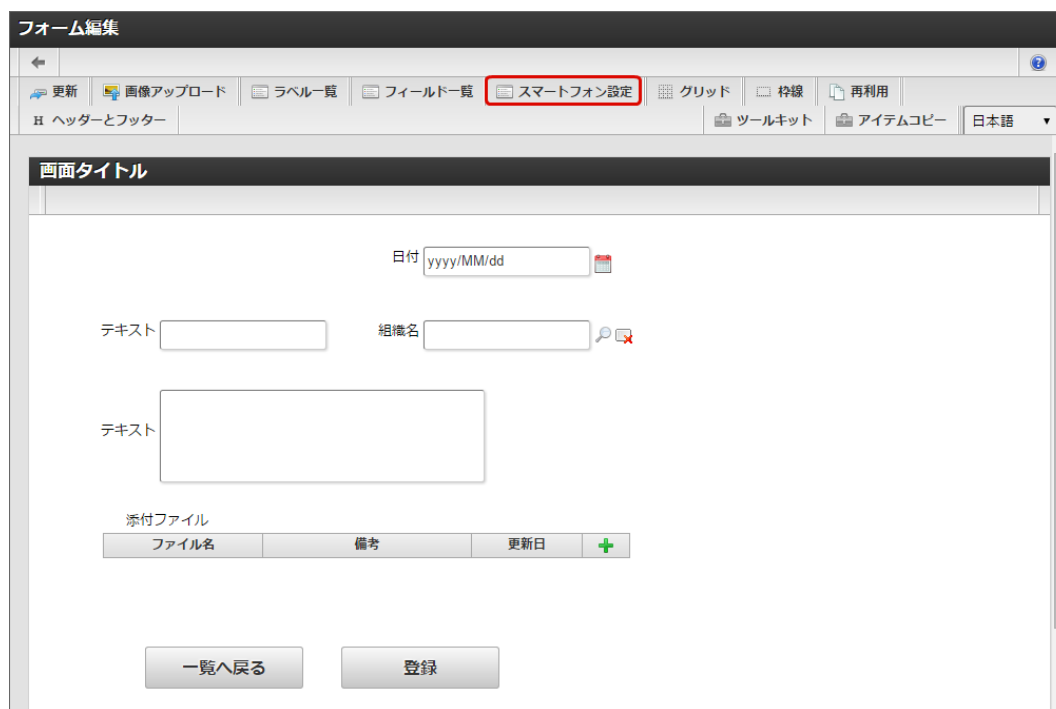 フォーム編集
更新 画像アップロード ラベル一覧 フィールド一覧 スマートフォン設定 グリッド 枠線 再利用
H ヘッダーとフッター ツールキット アイテムコピー 日本語
画面タイトル
日付 yyyy/MM/dd
テキスト 組織名
テキスト
添付ファイル
ファイル名 備考 更新日
一覧へ戻る 登録